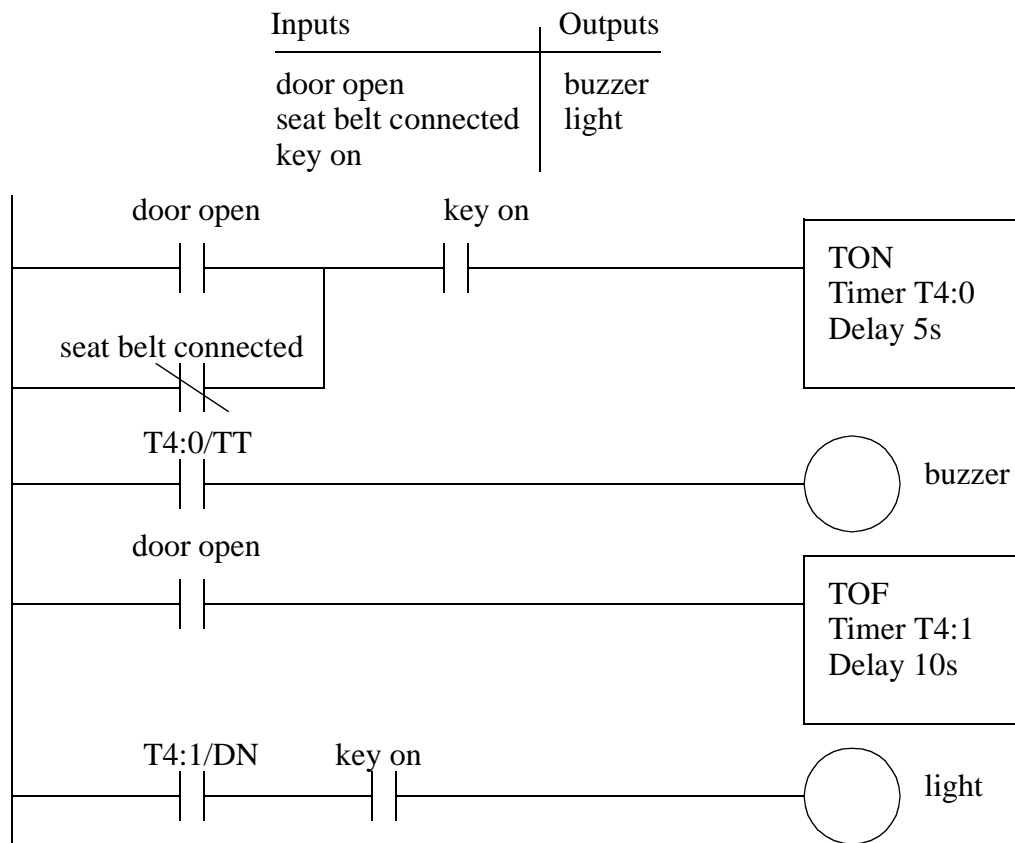 Inputs Outputs
door open buzzer
seat belt connected light
key on
door open key on
TON
Timer T4:0
Delay 5s
seat belt connected
T4:0/TT
buzzer
door open
TOF
Timer T4:1
Delay 10s
T4:1/DN key on
light